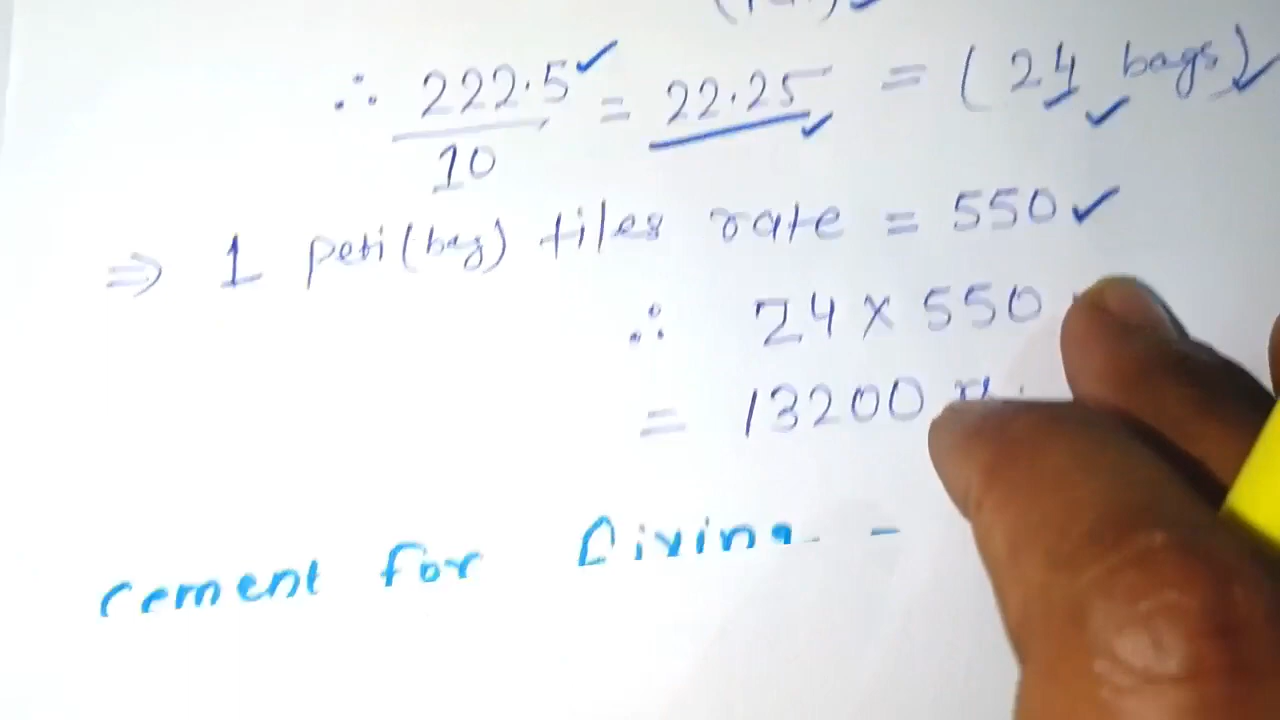 ∴ 222.5/10 = 22.25 = (24 bags)
⇒ 1 peti (bag) tiles rate = 550
∴ 24 × 550
= 13200
cement for fixing -